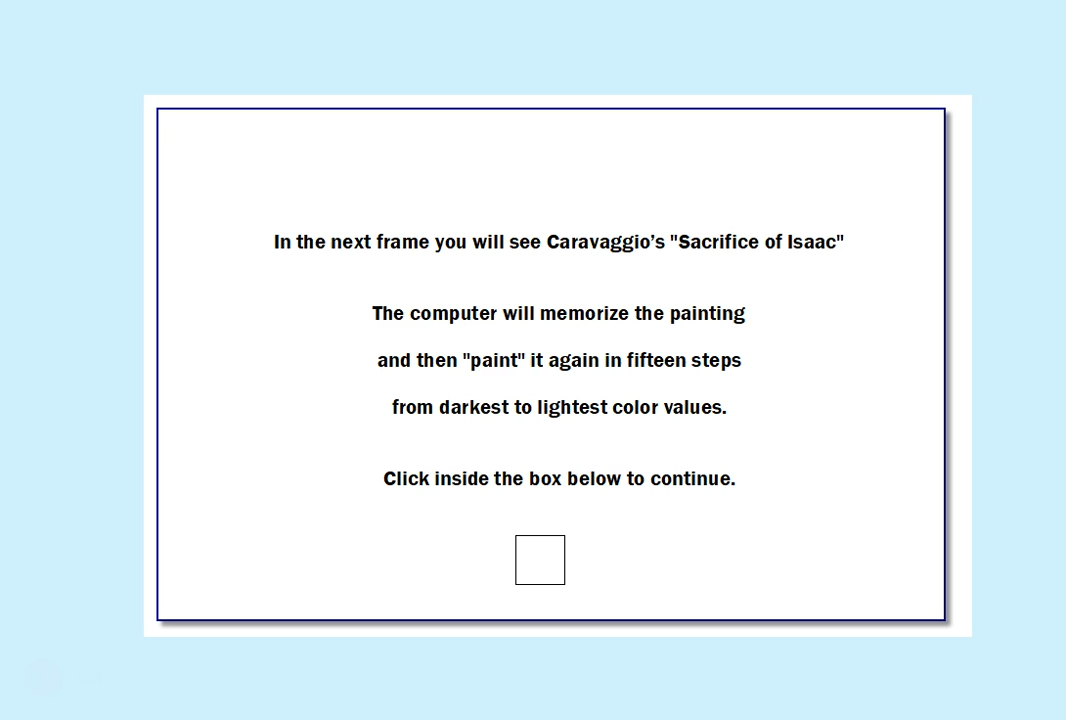 In the next frame you will see Caravaggio’s "Sacrifice of Isaac"
The computer will memorize the painting
and then "paint" it again in fifteen steps
from darkest to lightest color values.
Click inside the box below to continue.